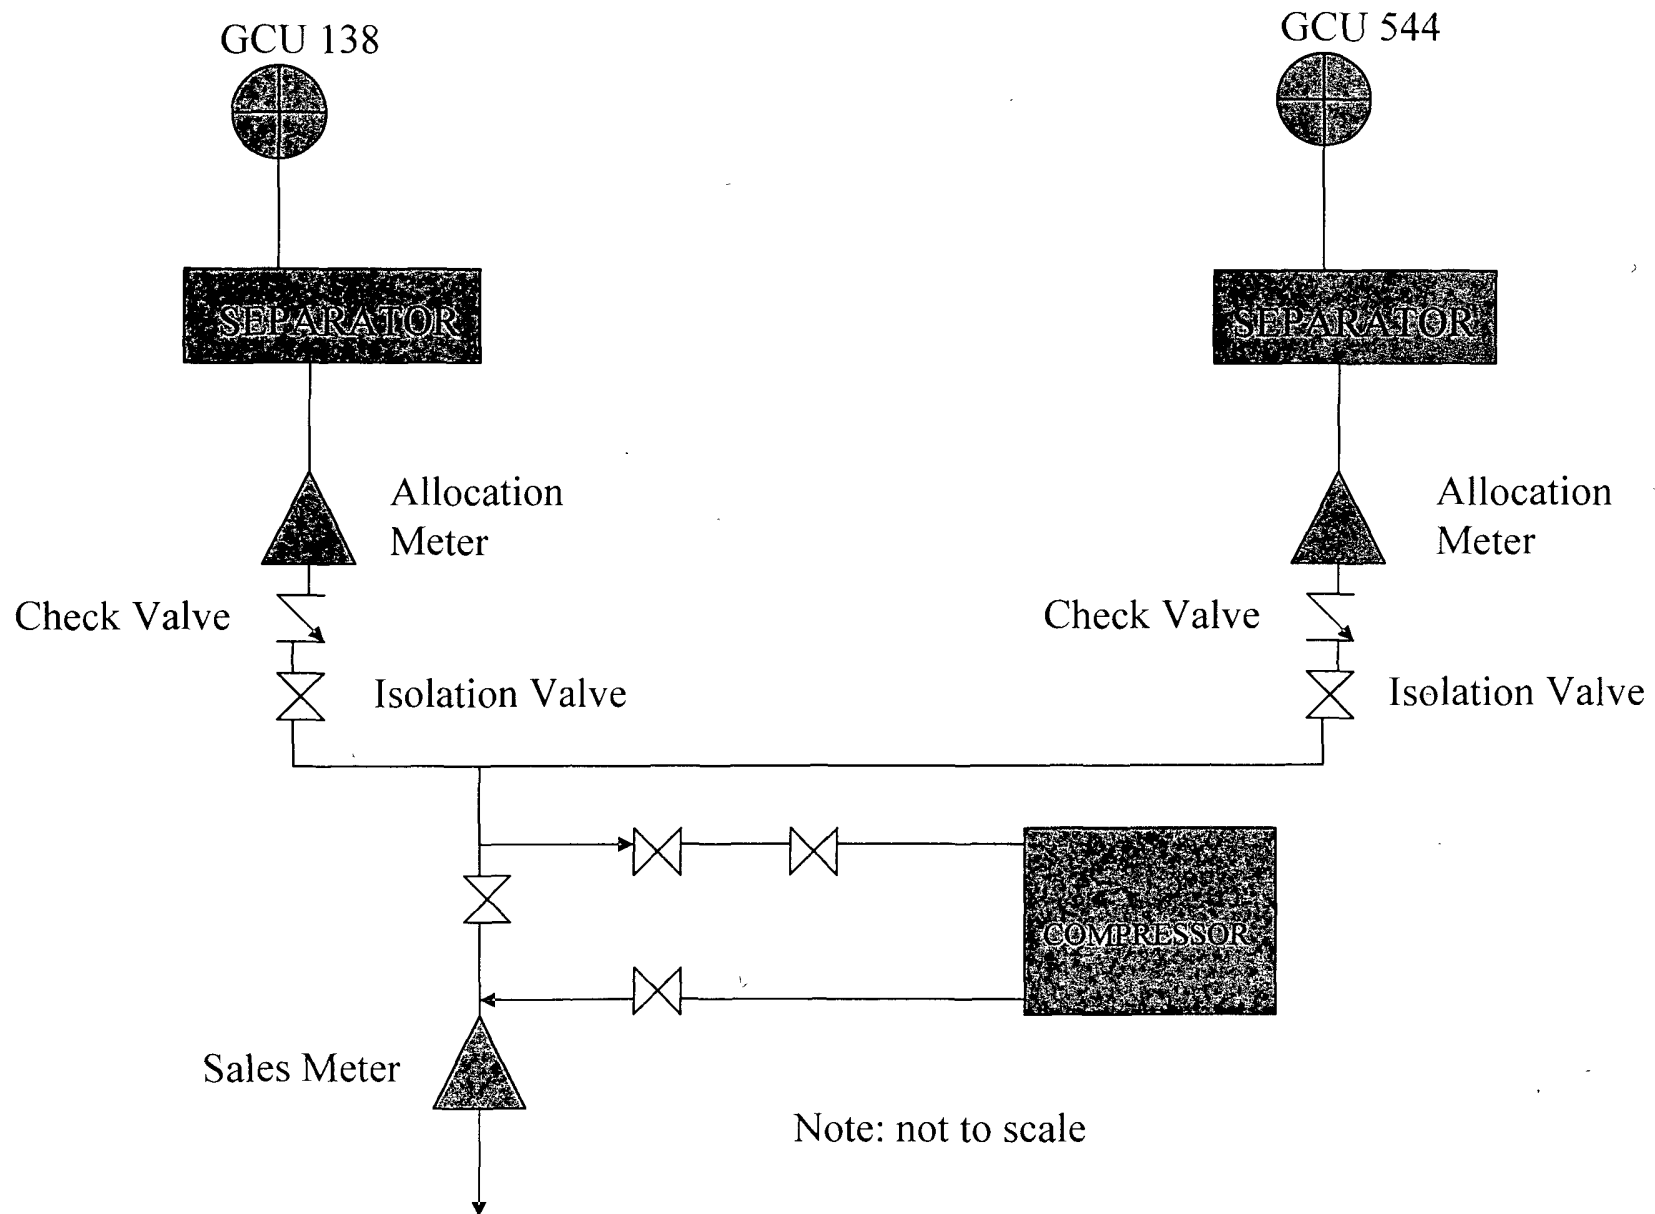 GCU 138
GCU 544
SEPARATOR
SEPARATOR
Allocation
Meter
Allocation
Meter
Check Valve
Check Valve
Isolation Valve
Isolation Valve
COMPRESSOR
Sales Meter
Note: not to scale